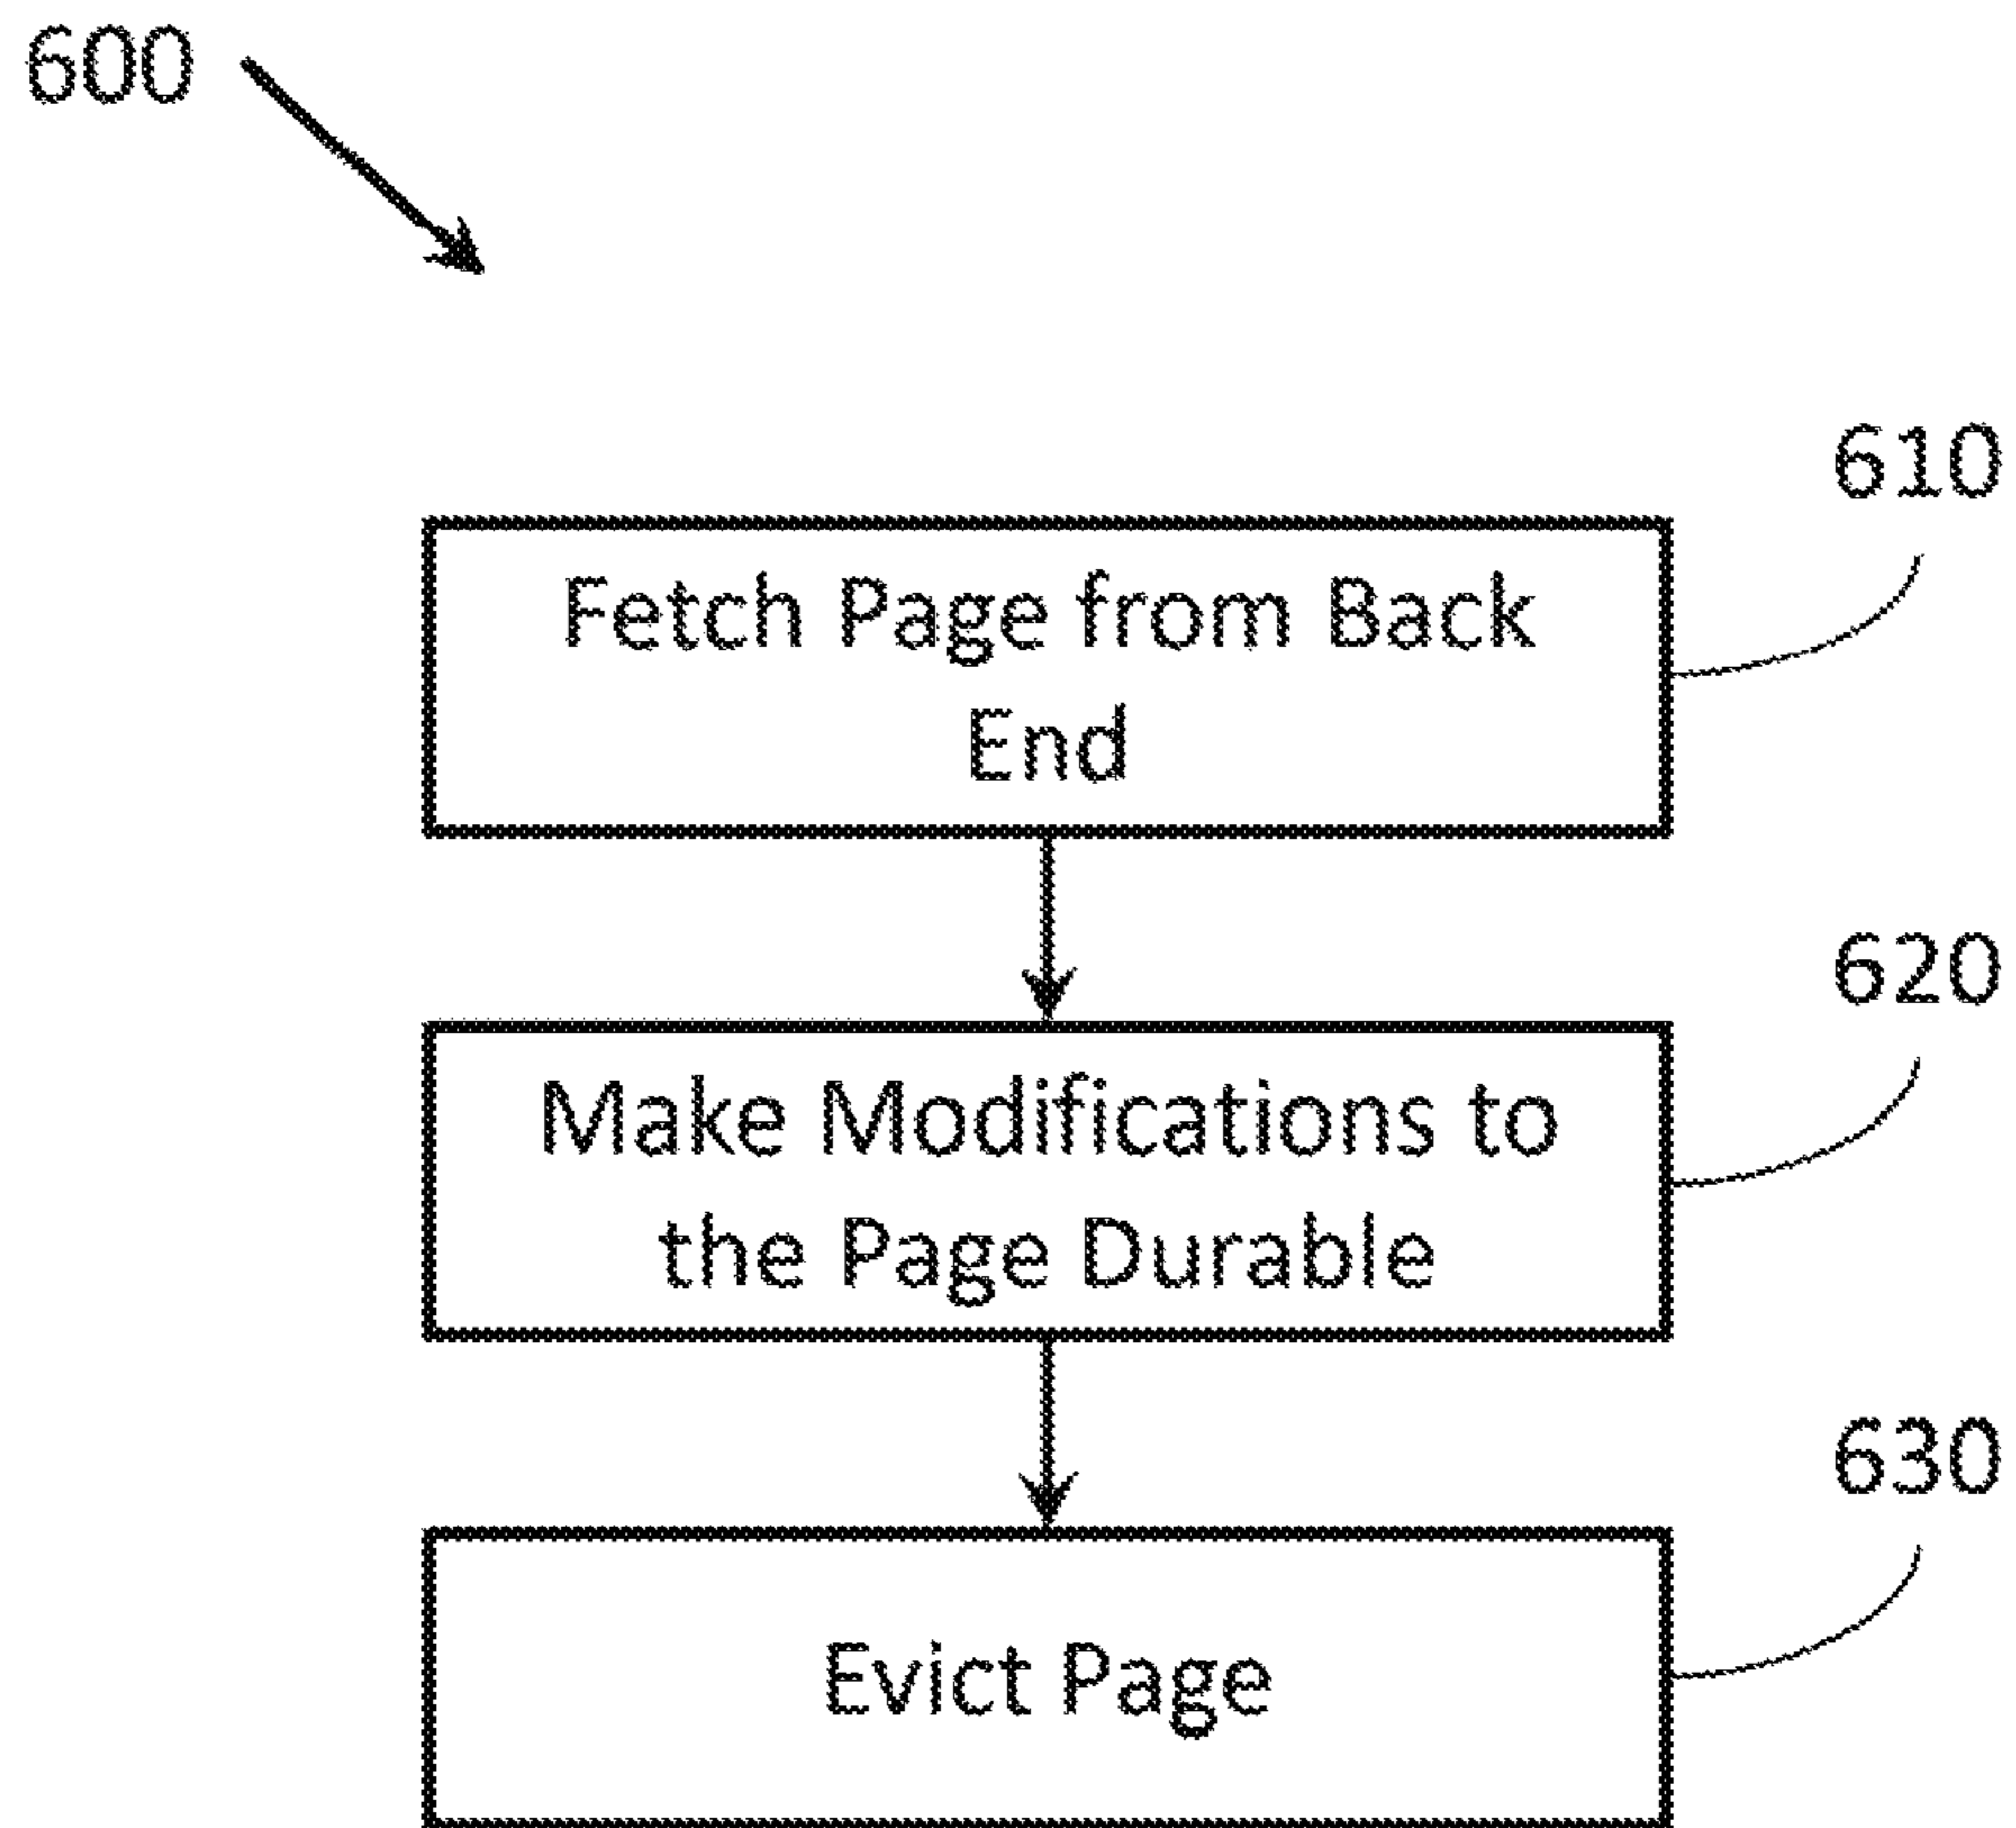 600
610
Fetch Page from Back
End
620
Make Modifications to
the Page Durable
630
Evict Page